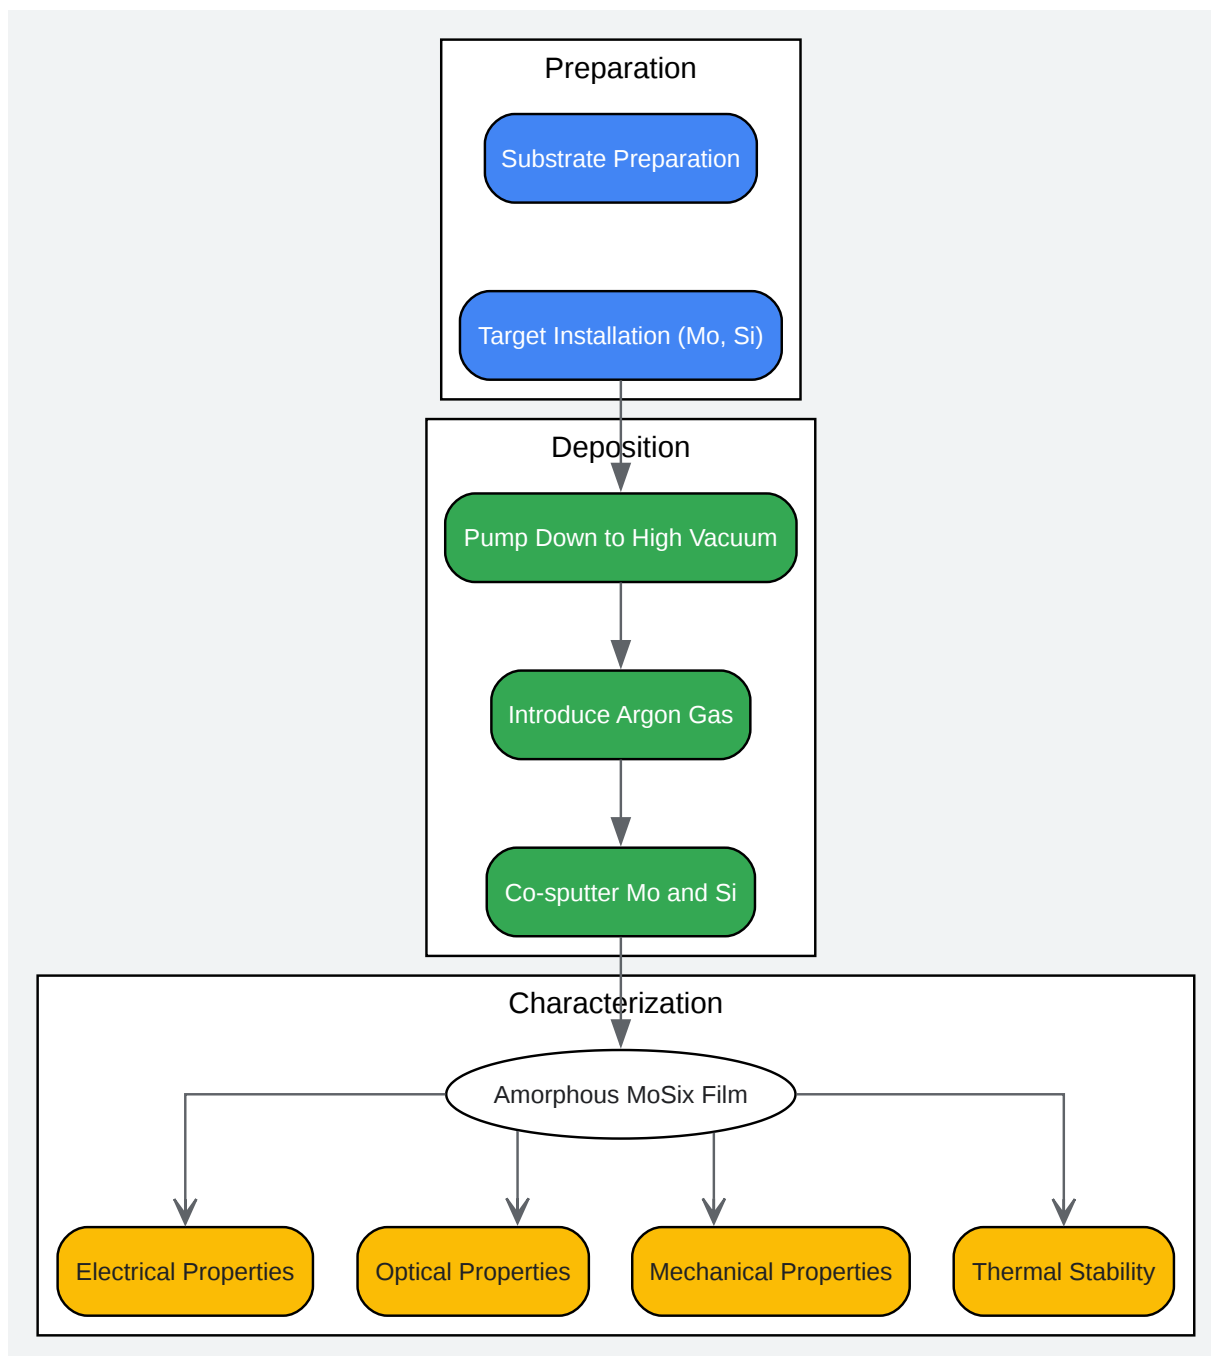 Preparation
Substrate Preparation
Target Installation (Mo, Si)
Deposition
Pump Down to High Vacuum
Introduce Argon Gas
Co-sputter Mo and Si
Characterization
Amorphous MoSix Film
Electrical Properties
Optical Properties
Mechanical Properties
Thermal Stability